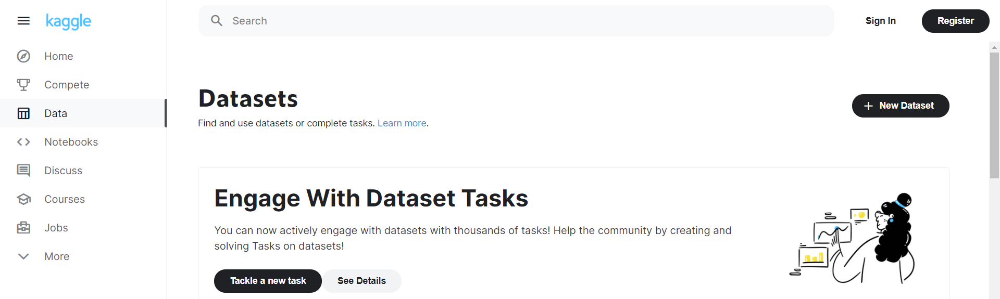 kaggle
Search
Sign In
Register
Home
Compete
Data
Notebooks
Discuss
Courses
Jobs
More
Datasets
Find and use datasets or complete tasks. Learn more.
+ New Dataset
Engage With Dataset Tasks
You can now actively engage with datasets with thousands of tasks! Help the community by creating and
solving Tasks on datasets!
Tackle a new task
See Details